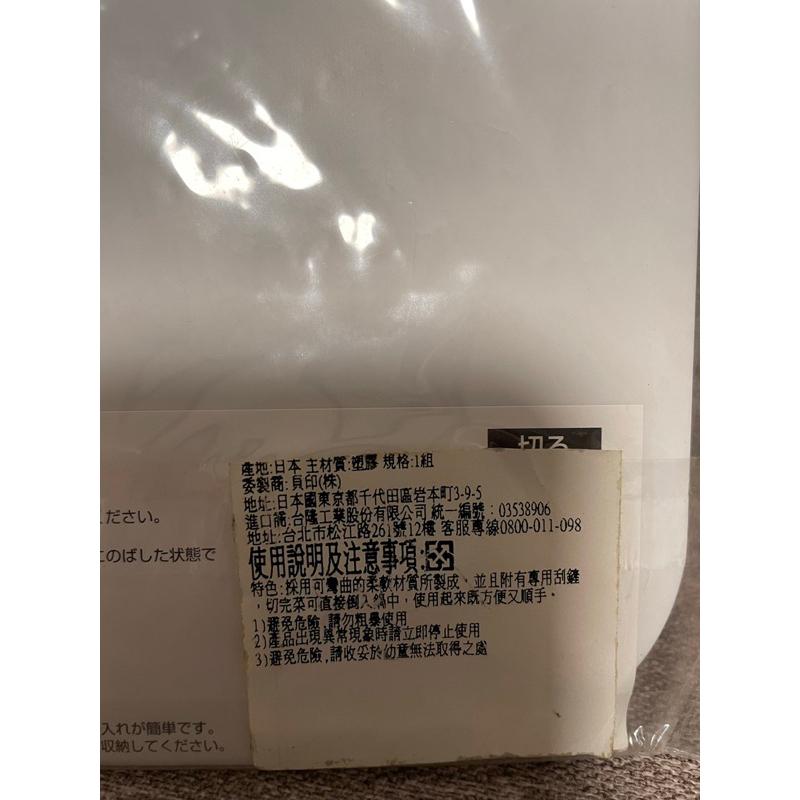 切る
産地:日本 主材質:塑膠 規格:1組
委製商:貝印(株)
地址:日本國東京都千代田區岩本町3-9-5
進口商:台隆工業股份有限公司 統一編號:03538906
地址:台北市松江路261號12樓 客服專線0800-011-098
使用說明及注意事項:
特色:採用可彎曲的柔軟材質所製成、並且附有專用刮縫
，切完菜可直接倒入鍋中，使用起來既方便又順手。
1)避免危險,請勿粗暴使用
2)產品出現異常現象時請立即停止使用
3)避免危險,請收妥於幼童無法取得之處
ください。
このばした状態で
入れが簡単です。
収納してください。